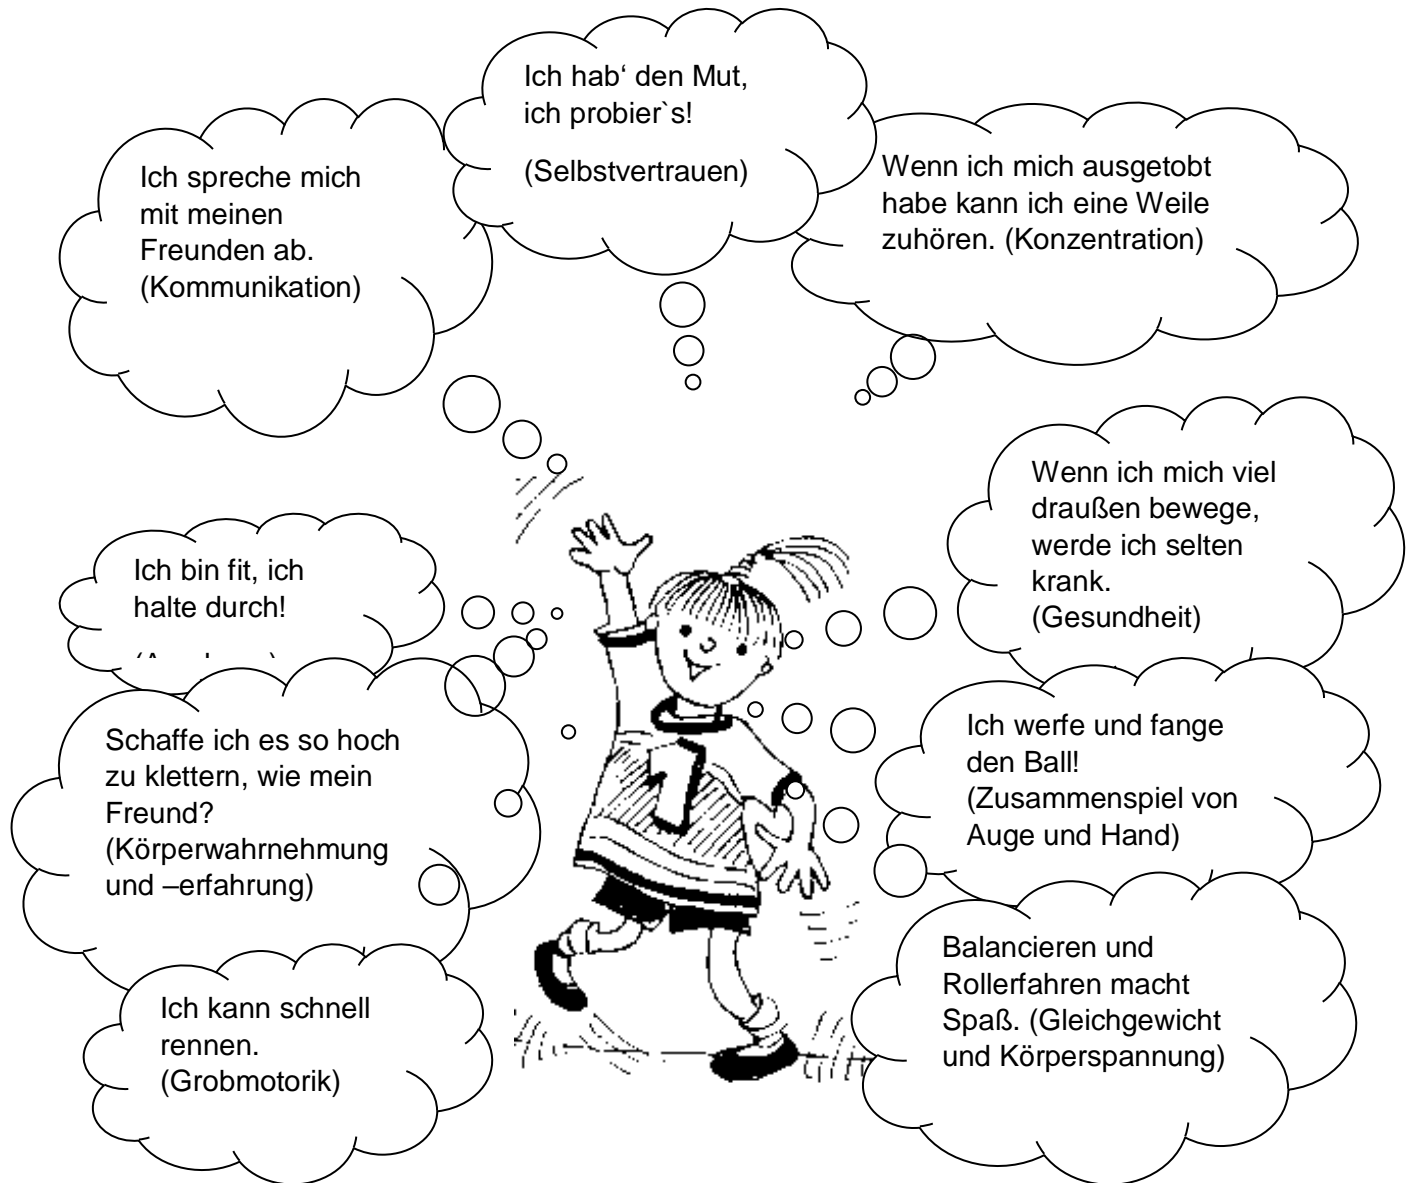 Ich hab‘ den Mut,
ich probier`s!
(Selbstvertrauen)
Ich spreche mich
mit meinen
Freunden ab.
(Kommunikation)
Wenn ich mich ausgetobt
habe kann ich eine Weile
zuhören. (Konzentration)
Wenn ich mich viel
draußen bewege,
werde ich selten
krank.
(Gesundheit)
Ich bin fit, ich
halte durch!
Schaffe ich es so hoch
zu klettern, wie mein
Freund?
(Körperwahrnehmung
und –erfahrung)
Ich werfe und fange
den Ball!
(Zusammenspiel von
Auge und Hand)
1
Balancieren und
Rollerfahren macht
Spaß. (Gleichgewicht
und Körperspannung)
Ich kann schnell
rennen.
(Grobmotorik)